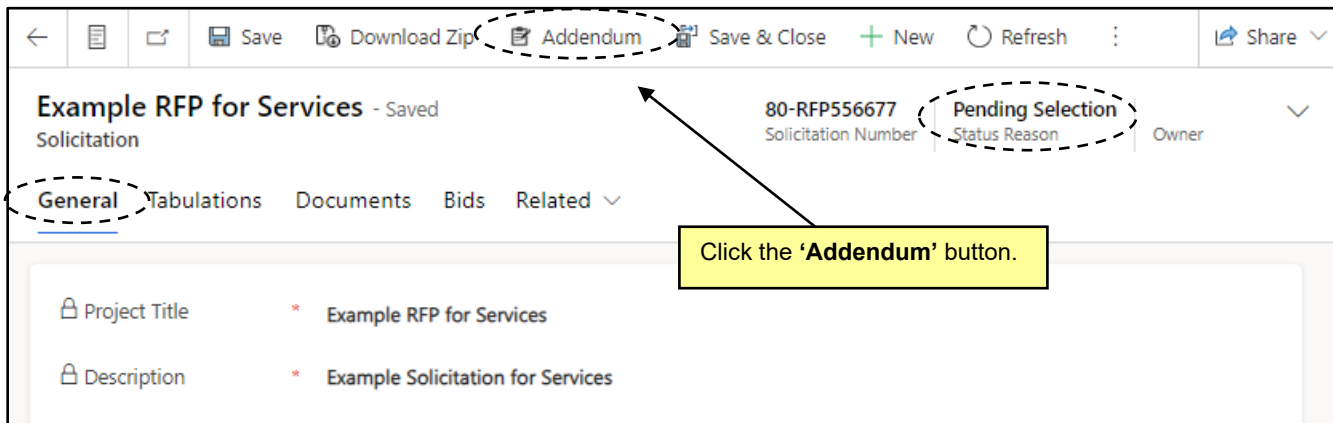 Save Download Zip Addendum Save & Close New Refresh Share
Example RFP for Services - Saved 80-RFP556677 Pending Selection
Solicitation Solicitation Number Status Reason Owner
General Tabulations Documents Bids Related
Click the ‘Addendum’ button.
Project Title * Example RFP for Services
Description * Example Solicitation for Services